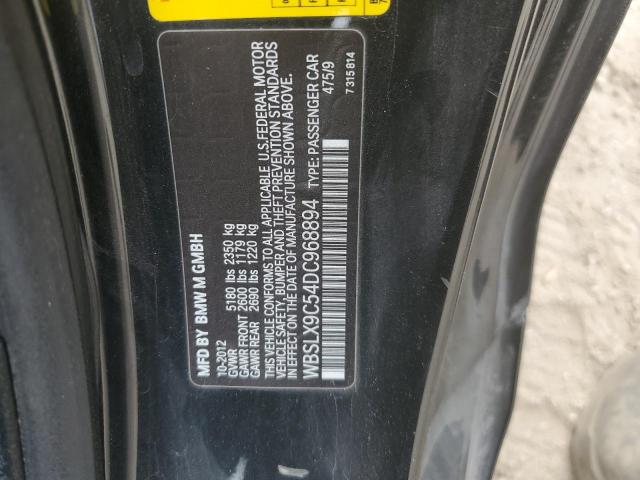 MFD BY BMW M GMBH
10-2012
GVWR 5180 lbs 2350 kg
GAWR FRONT 2600 lbs 1179 kg
GAWR REAR 2690 lbs 1220 kg
THIS VEHICLE CONFORMS TO ALL APPLICABLE U.S.FEDERAL MOTOR
VEHICLE SAFETY,BUMPER AND THEFT PREVENTION STANDARDS
IN EFFECT ON DATE OF MANUFACTURE SHOWN ABOVE.
WBSLX9C54DC968894 TYPE: PASSENGER CAR
475/9
7315814